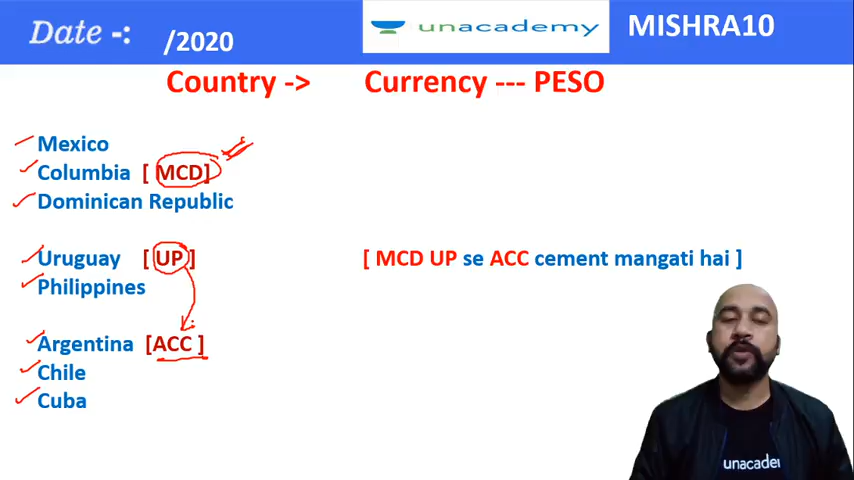 Date -:
/2020
unacademy
MISHRA10
Country -> Currency --- PESO
Mexico
Columbia [ MCD]
Dominican Republic
Uruguay [ UP ] [ MCD UP se ACC cement mangati hai ]
Philippines
Argentina [ACC ]
Chile
Cuba
unacade